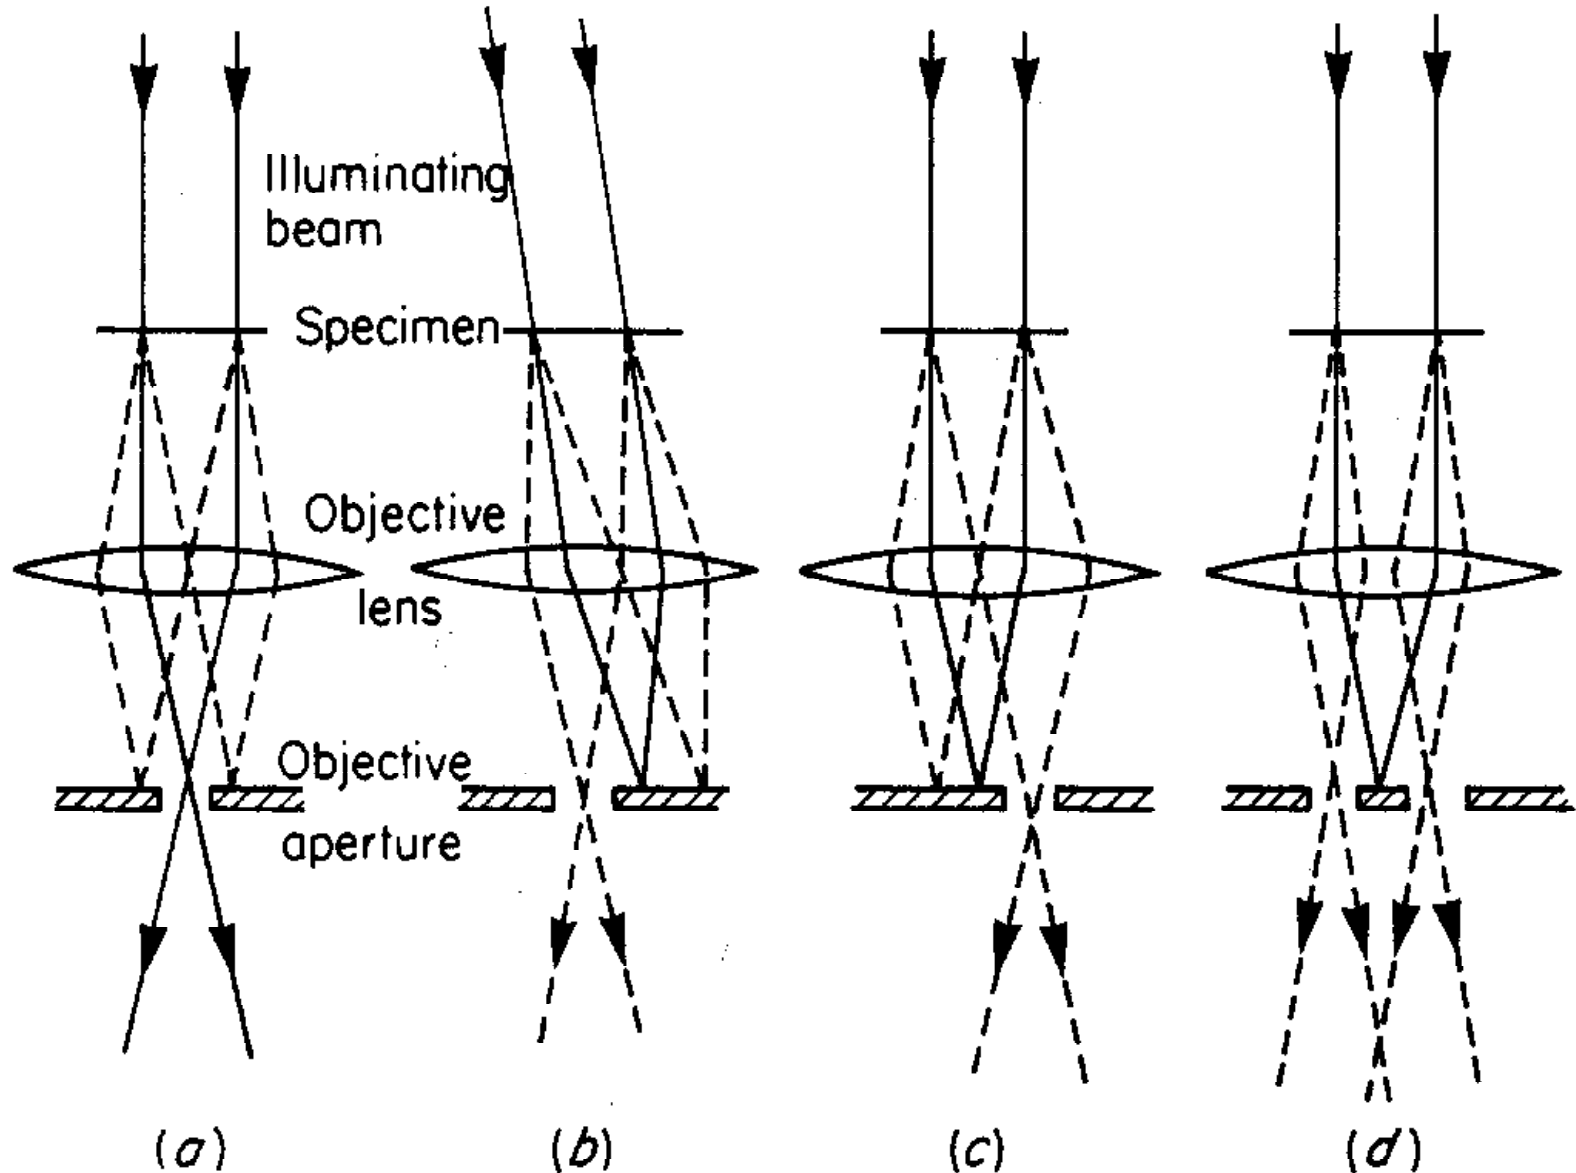 Illuminating
beam
Specimen
Objective
lens
Objective
aperture
(a) (b) (c) (d)